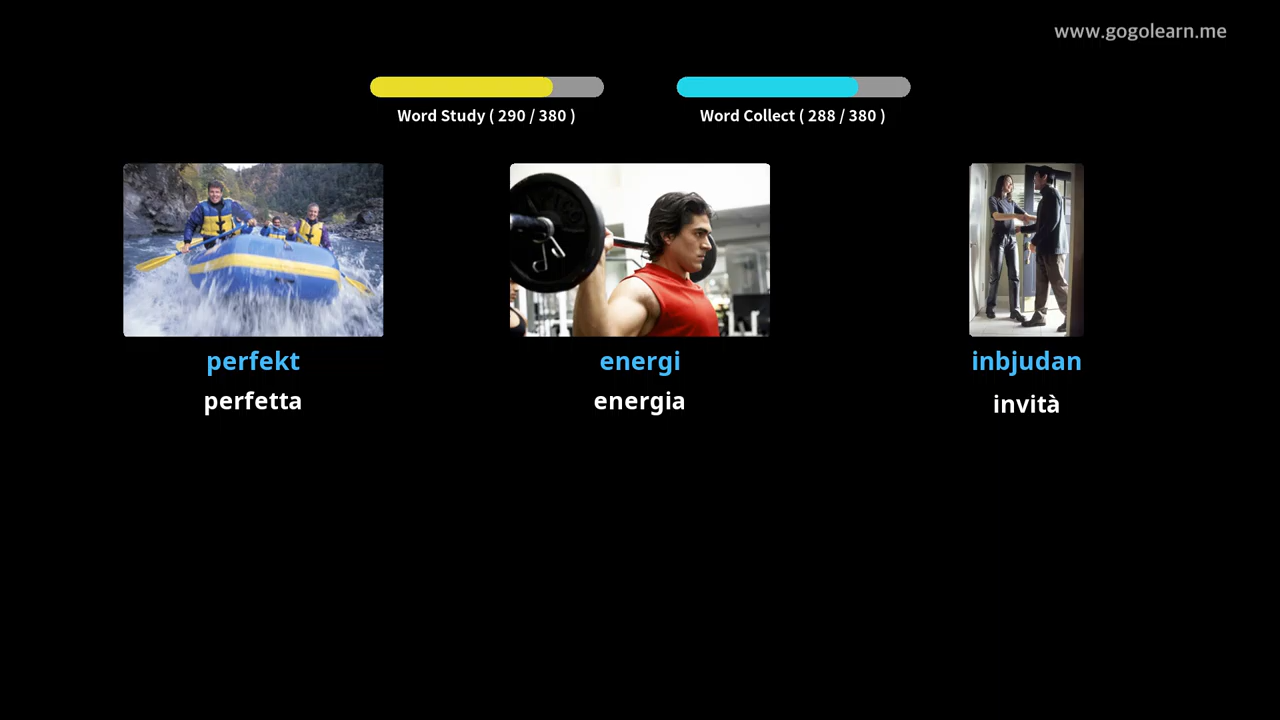 www.gogolearn.me
Word Study ( 290 / 380 )
Word Collect ( 288 / 380 )
perfekt
energi
inbjudan
perfetta
energia
invità